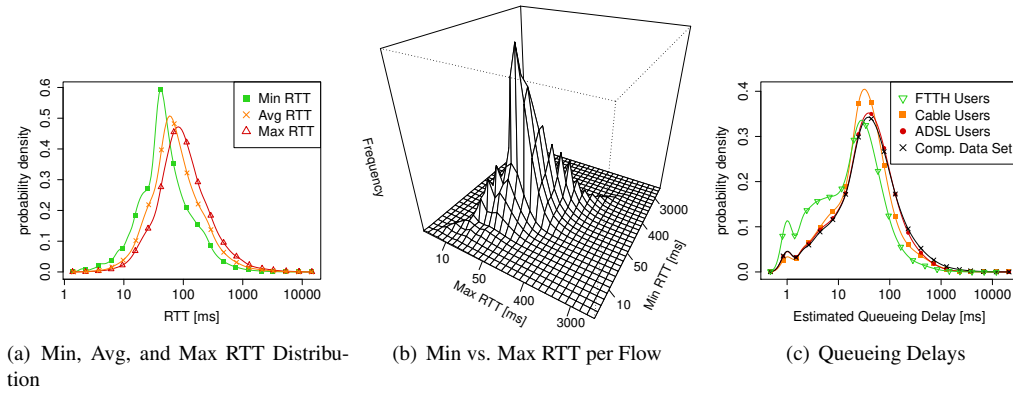 0.0 0.1 0.2 0.3 0.4 0.5 0.6
probability density
Min RTT
Avg RTT
Max RTT
1 10 100 1000 10000
RTT [ms]
(a) Min, Avg, and Max RTT Distribu-
tion
Frequency
10 50 400 3000
Max RTT [ms]
10 50 400 3000
Min RTT [ms]
(b) Min vs. Max RTT per Flow
0.0 0.1 0.2 0.3 0.4
probability density
FTTH Users
Cable Users
ADSL Users
Comp. Data Set
1 10 100 1000 10000
Estimated Queueing Delay [ms]
(c) Queueing Delays